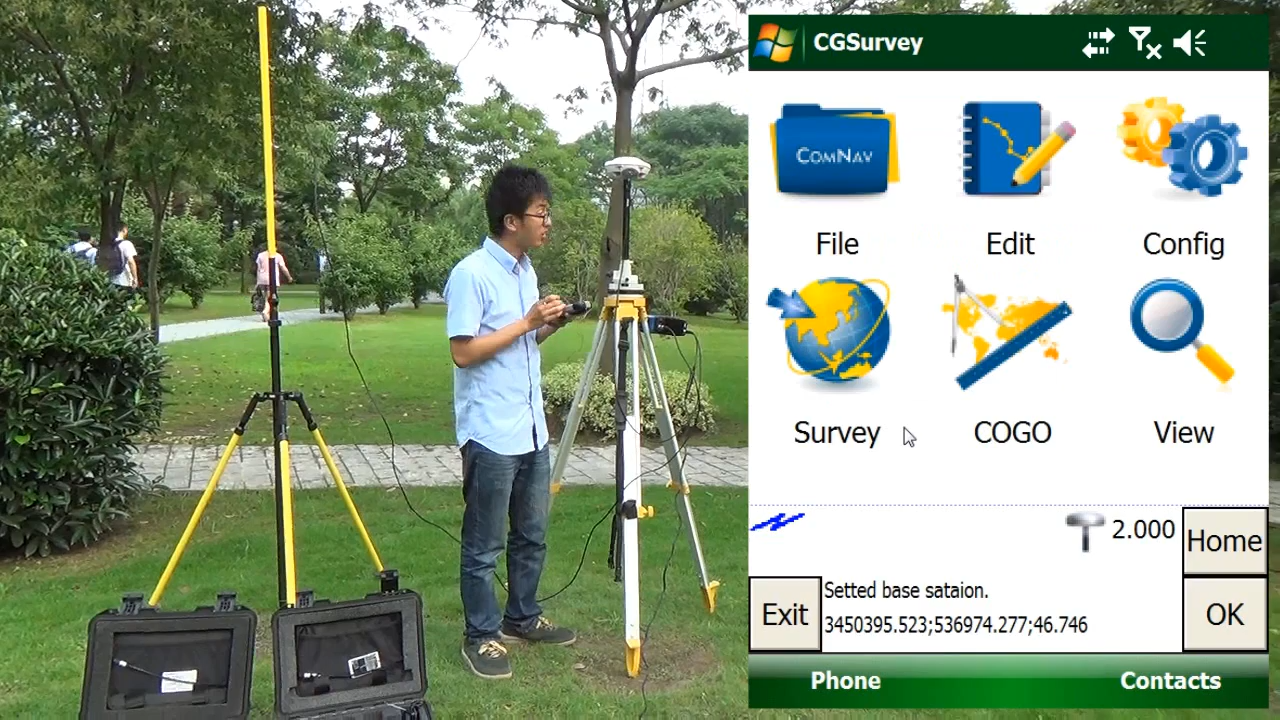 CGSurvey
COMNAV
File
Edit
Config
Survey
COGO
View
2.000
Home
Setted base sataion.
3450395.523;536974.277;46.746
Exit
OK
Phone
Contacts